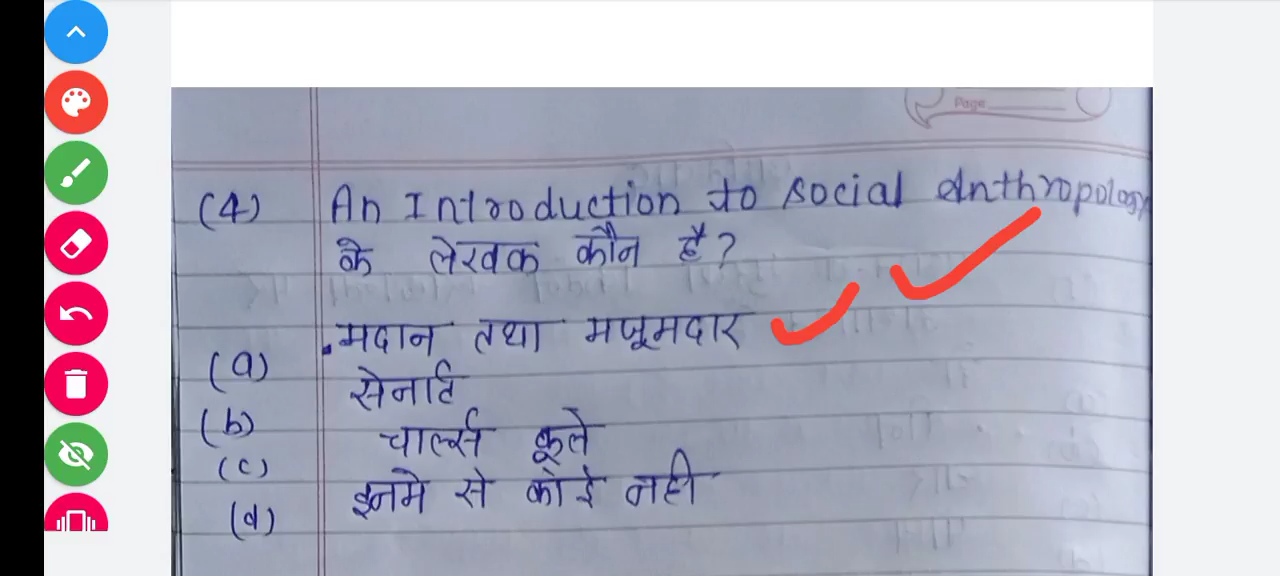 Page
(4) An Introduction to Social Anthropology
के लेखक कौन है?
(a) मदान तथा मजूमदार
(b) सेनार्ट
(c) चार्ल्स कूले
(d) इनमे से कोई नही